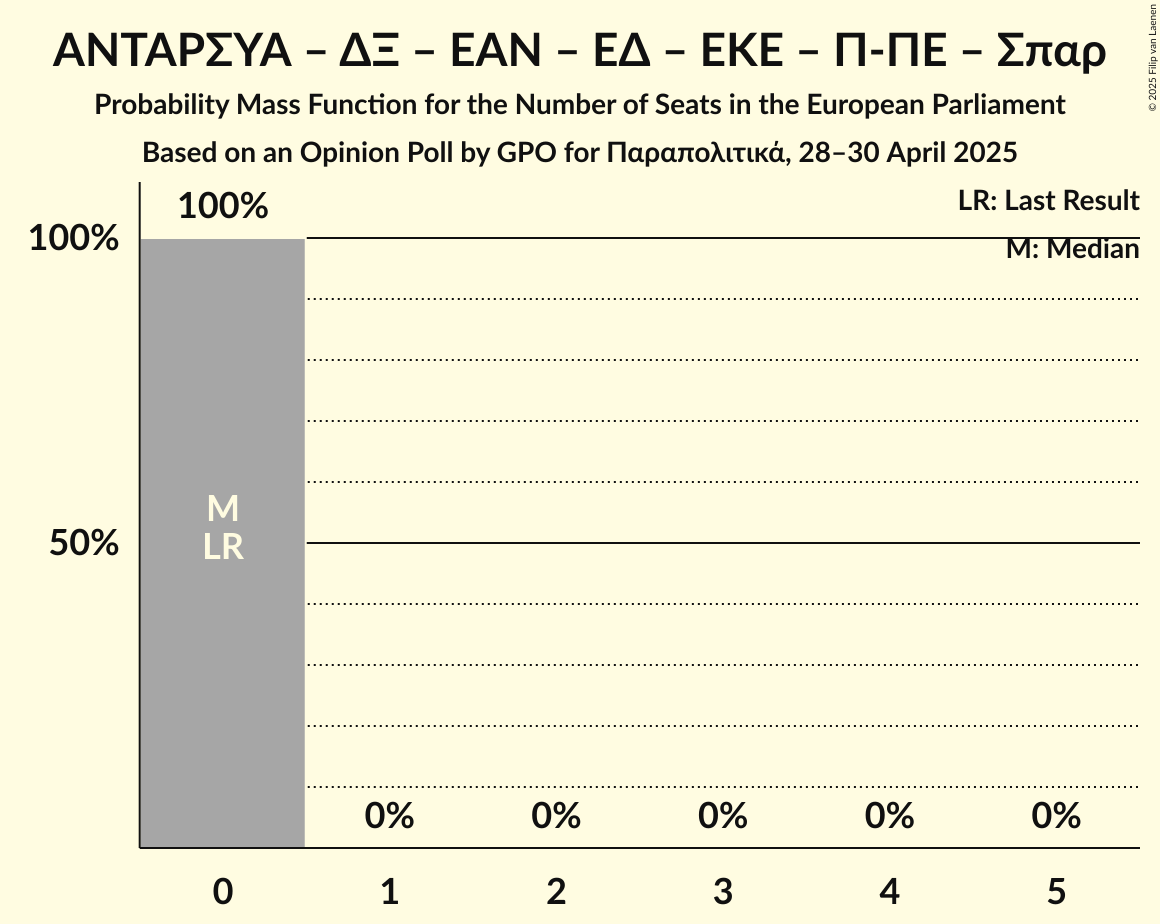 ΑΝΤΑΡΣΥΑ – ΔΞ – ΕΑΝ – ΕΔ – ΕΚΕ – Π-ΠΕ – Σπαρ
Probability Mass Function for the Number of Seats in the European Parliament
Based on an Opinion Poll by GPO for Παραπολιτικά, 28–30 April 2025
© 2025 Filip van Laenen
LR: Last Result
M: Median
100%
100%
50%
M
LR
0% 0% 0% 0% 0%
0 1 2 3 4 5